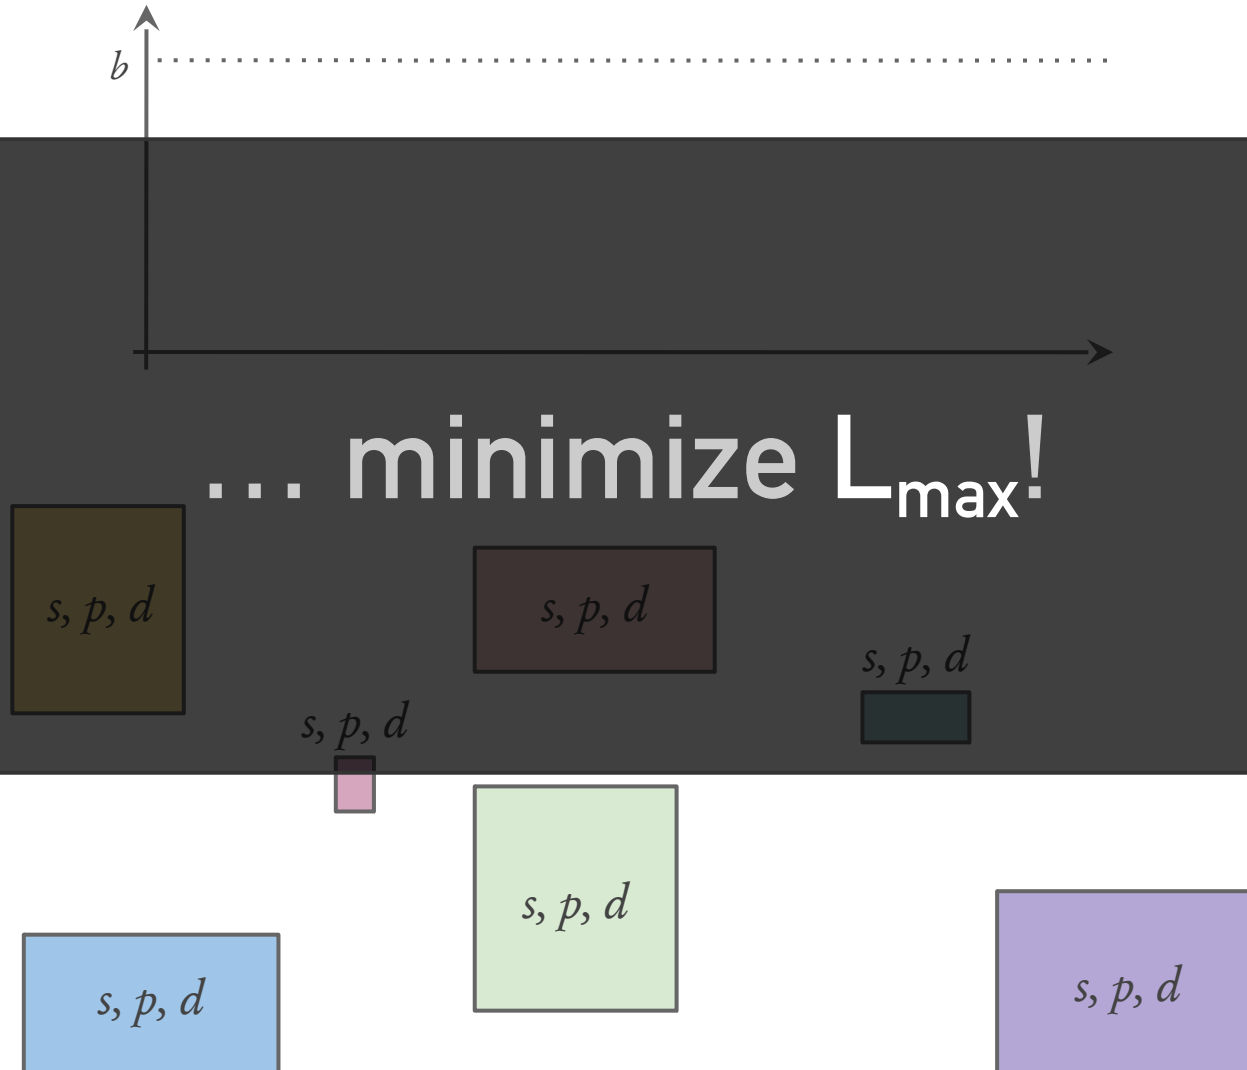 b
... minimize Lmax!
s, p, d
s, p, d
s, p, d
s, p, d
s, p, d
s, p, d
s, p, d